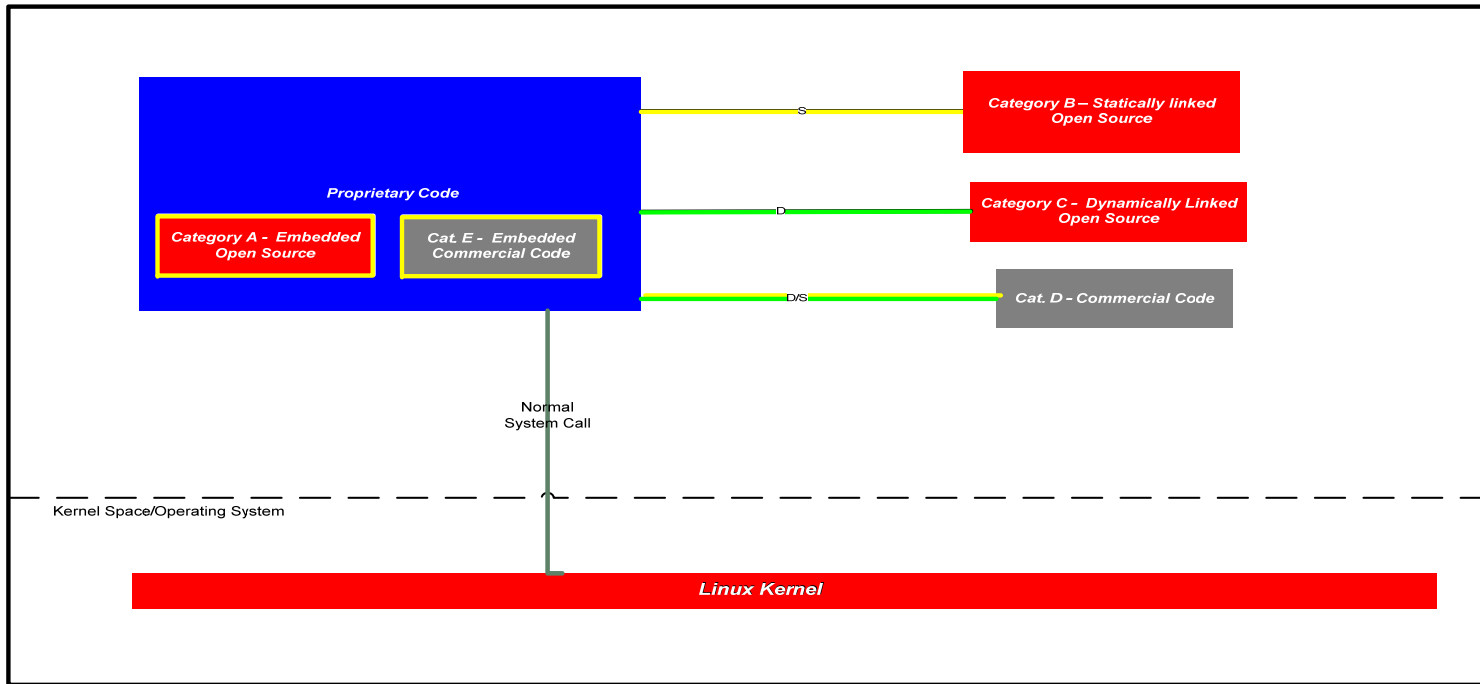 S
Category B – Statically linked
Open Source
Proprietary Code
D
Category C - Dynamically Linked
Open Source
Category A - Embedded
Open Source
Cat. E - Embedded
Commercial Code
D/S
Cat. D - Commercial Code
Normal
System Call
Kernel Space/Operating System
Linux Kernel